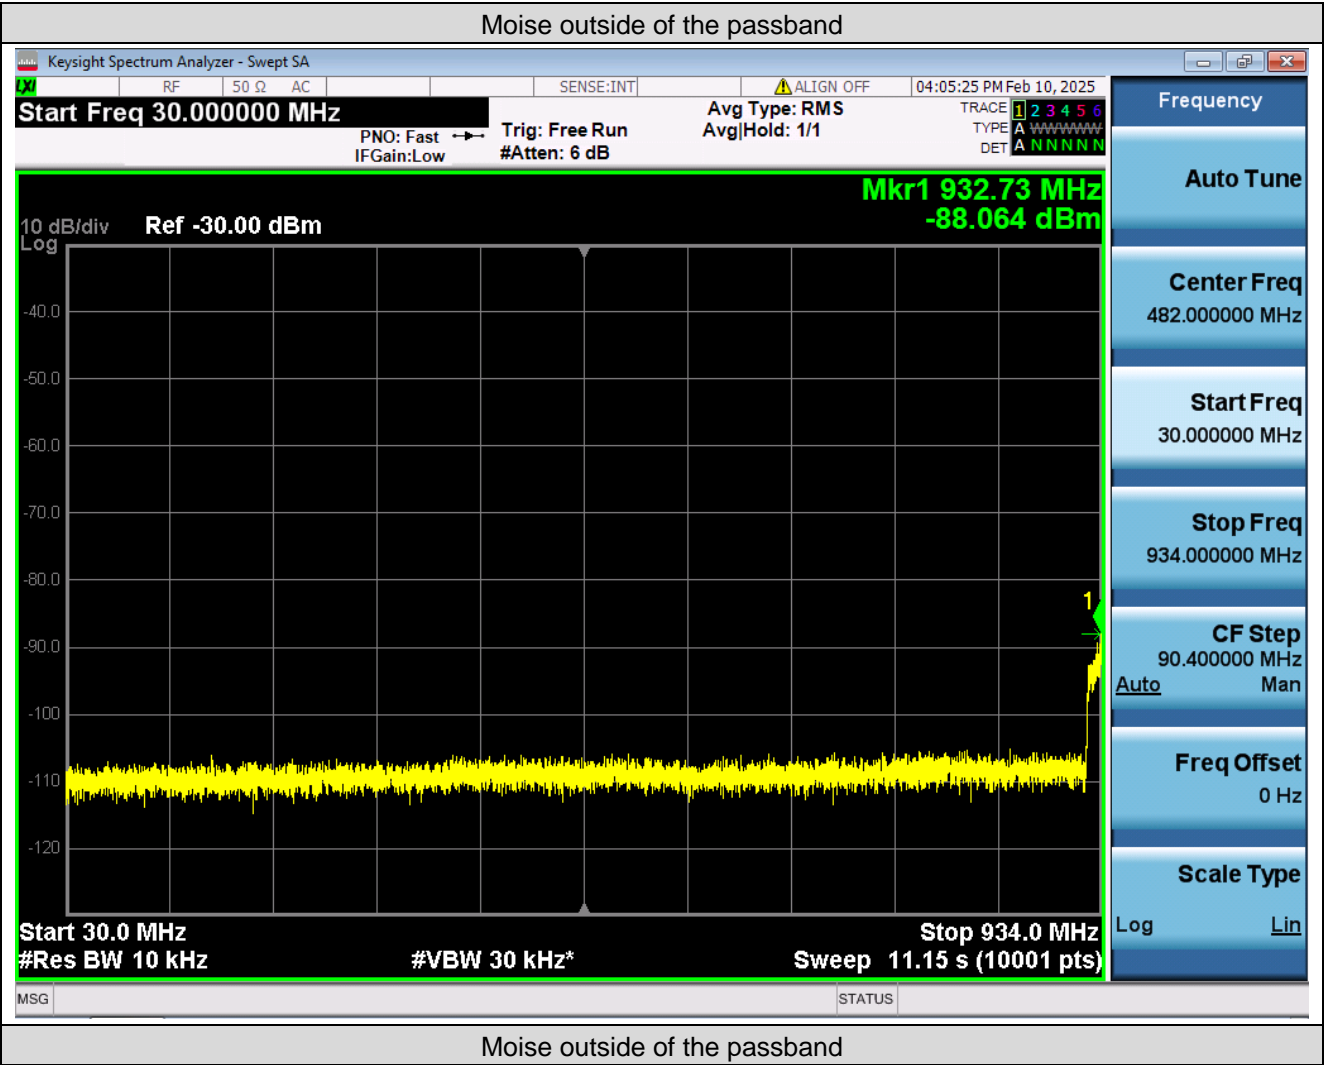 Moise outside of the passband
Keysight Spectrum Analyzer - Swept SA
LXI RF 50 Ω AC SENSE:INT ALIGN OFF 04:05:25 PM Feb 10, 2025
Start Freq 30.000000 MHz
PNO: Fast
IFGain:Low
Trig: Free Run
#Atten: 6 dB
Avg Type: RMS
Avg|Hold: 1/1
TRACE 1 2 3 4 5 6
TYPE A WWWWW
DET A N N N N N
Mkr1 932.73 MHz
-88.064 dBm
10 dB/div Ref -30.00 dBm
Log
-40.0
-50.0
-60.0
-70.0
-80.0
-90.0
-100
-110
-120
1
Start 30.0 MHz
Stop 934.0 MHz
#Res BW 10 kHz
#VBW 30 kHz*
Sweep 11.15 s (10001 pts)
MSG
STATUS
Frequency
Auto Tune
Center Freq
482.000000 MHz
Start Freq
30.000000 MHz
Stop Freq
934.000000 MHz
CF Step
90.400000 MHz
Auto Man
Freq Offset
0 Hz
Scale Type
Log Lin
Moise outside of the passband